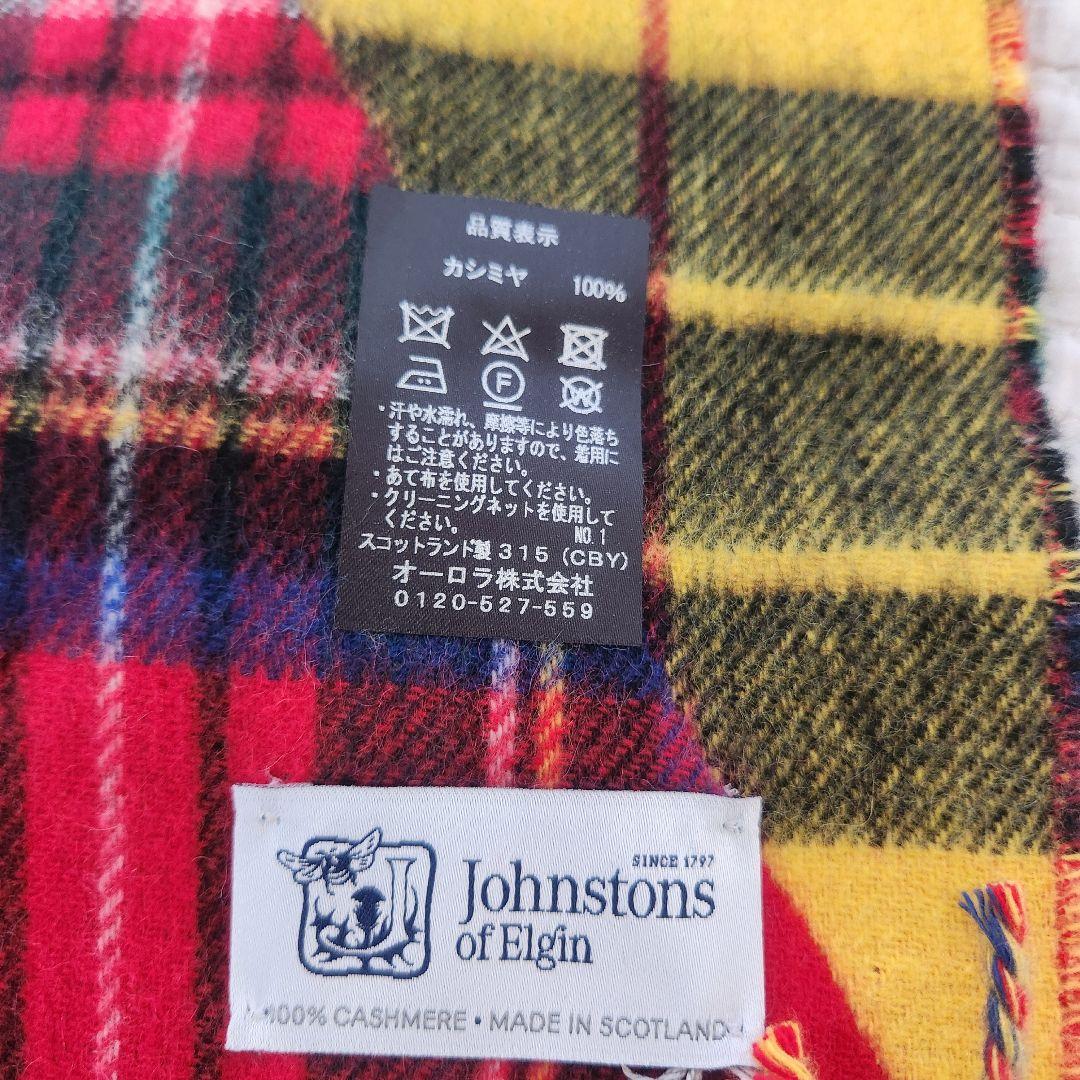 品質表示
カシミヤ 100%
F
W
・汗や水濡れ、摩擦等により色落ち
することがありますので、着用に
はご注意ください。
・あて布を使用してください。
・クリーニングネットを使用して
ください。 NO.1
スコットランド製 315 (CBY)
オーロラ株式会社
0120-527-559
SINCE 1797
Johnstons
of Elgin
100% CASHMERE • MADE IN SCOTLAND